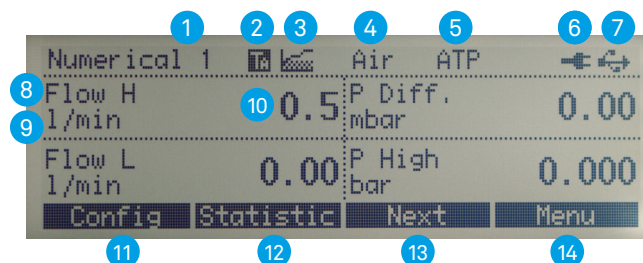 1 2 3 4 5 6 7
Numerical 1 Air ATP
8 Flow H 10 0.5 P Diff. 0.00
9 l/min mbar
Flow L 0.00 P High 0.000
l/min bar
Config Statistic Next Menu
11 12 13 14